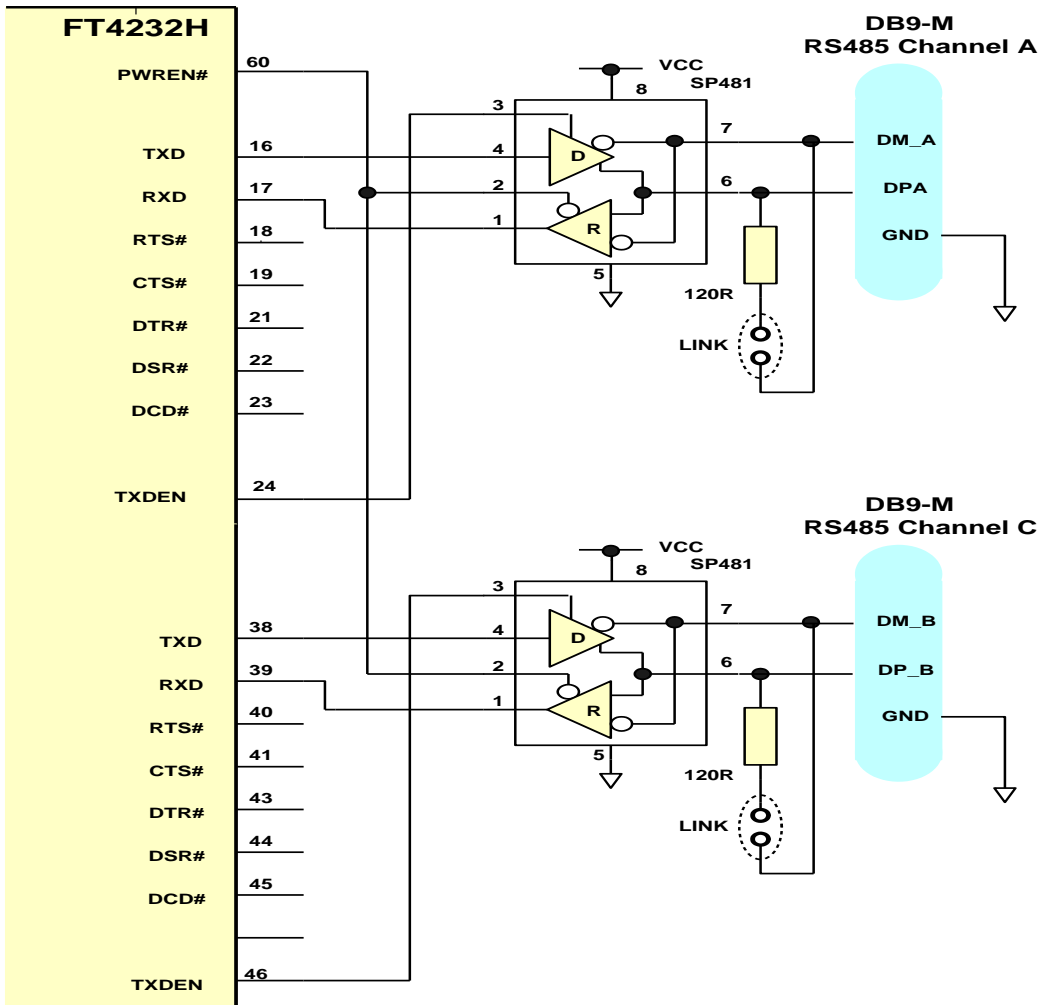 FT4232H
PWREN#
60
TXD
16
RXD
17
RTS#
18
CTS#
19
DTR#
21
DSR#
22
DCD#
23
TXDEN
24
VCC
SP481
8
3
4
2
1
D
R
5
7
6
120R
LINK
DB9-M
RS485 Channel A
DM_A
DPA
GND
TXD
38
RXD
39
RTS#
40
CTS#
41
DTR#
43
DSR#
44
DCD#
45
TXDEN
46
VCC
SP481
8
3
4
2
1
D
R
5
7
6
120R
LINK
DB9-M
RS485 Channel C
DM_B
DP_B
GND